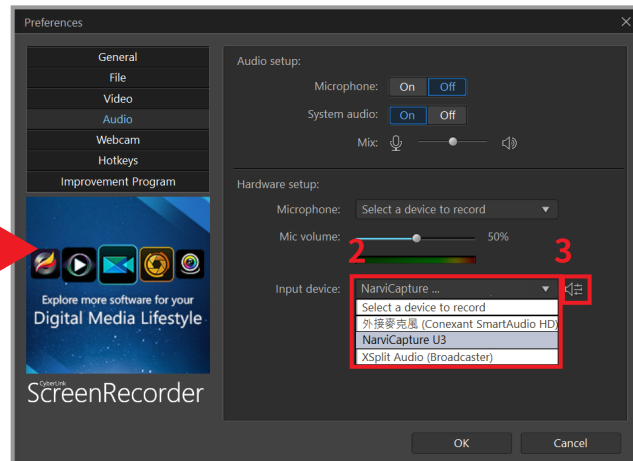 Preferences
General
File
Video
Audio
Webcam
Hotkeys
Improvement Program
Explore more software for your
Digital Media Lifestyle
CyberLink
ScreenRecorder
Audio setup:
Microphone: On Off
System audio: On Off
Mix:
Hardware setup:
Microphone: Select a device to record
Mic volume: 50%
2 3
Input device: NarviCapture ...
Select a device to record
外接麥克風 (Conexant SmartAudio HD)
NarviCapture U3
XSplit Audio (Broadcaster)
OK Cancel